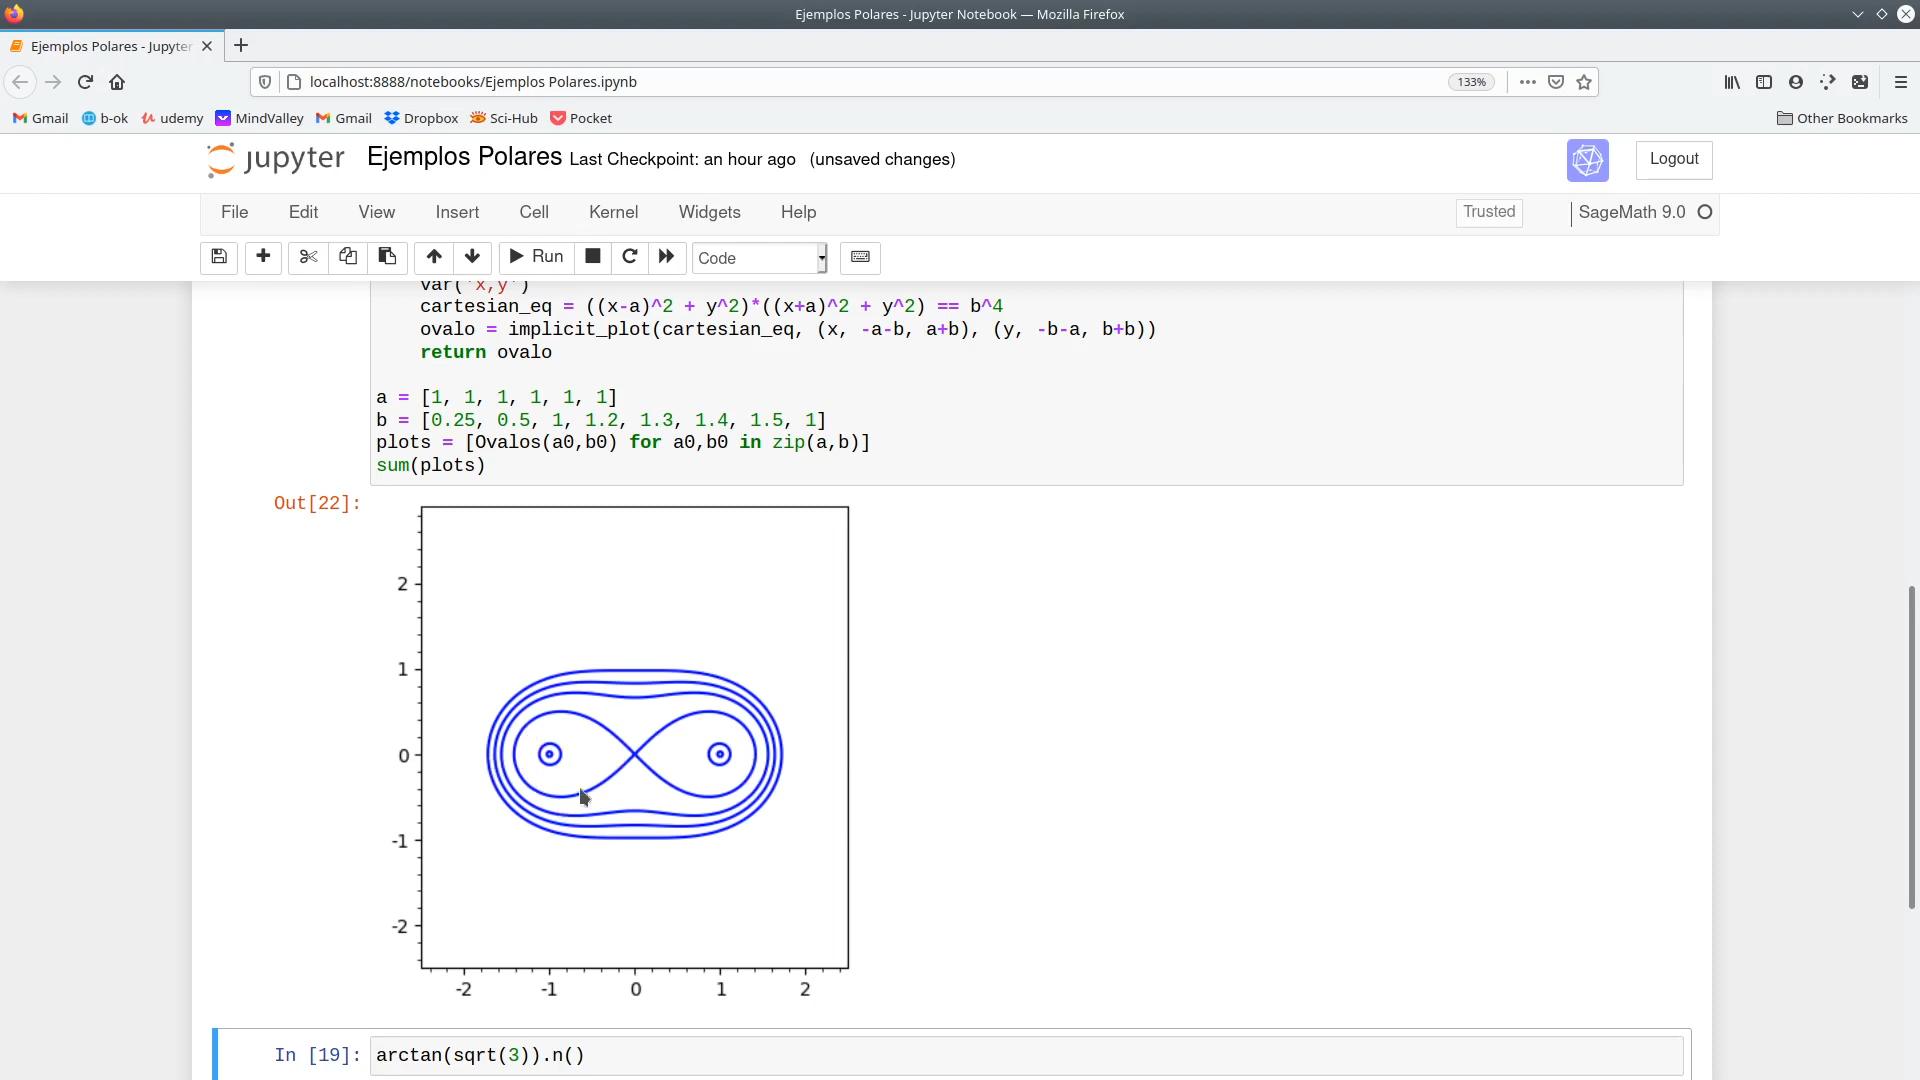 Ejemplos Polares - Jupyter Notebook — Mozilla Firefox
Ejemplos Polares - Jupyter
localhost:8888/notebooks/Ejemplos Polares.ipynb 133%
Gmail b-ok udemy MindValley Gmail Dropbox Sci-Hub Pocket Other Bookmarks
jupyter Ejemplos Polares Last Checkpoint: an hour ago (unsaved changes) Logout
File Edit View Insert Cell Kernel Widgets Help Trusted SageMath 9.0
Run Code
var('x,y')
cartesian_eq = ((x-a)^2 + y^2)*((x+a)^2 + y^2) == b^4
ovalo = implicit_plot(cartesian_eq, (x, -a-b, a+b), (y, -b-a, b+b))
return ovalo
a = [1, 1, 1, 1, 1, 1]
b = [0.25, 0.5, 1, 1.2, 1.3, 1.4, 1.5, 1]
plots = [Ovalos(a0,b0) for a0,b0 in zip(a,b)]
sum(plots)
Out[22]:
2
1
0
-1
-2
-2 -1 0 1 2
In [19]: arctan(sqrt(3)).n()